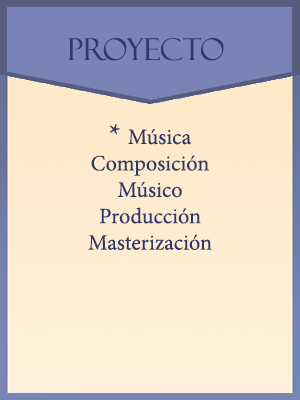 PROYECTO
* Música
Composición
Músico
Producción
Masterización